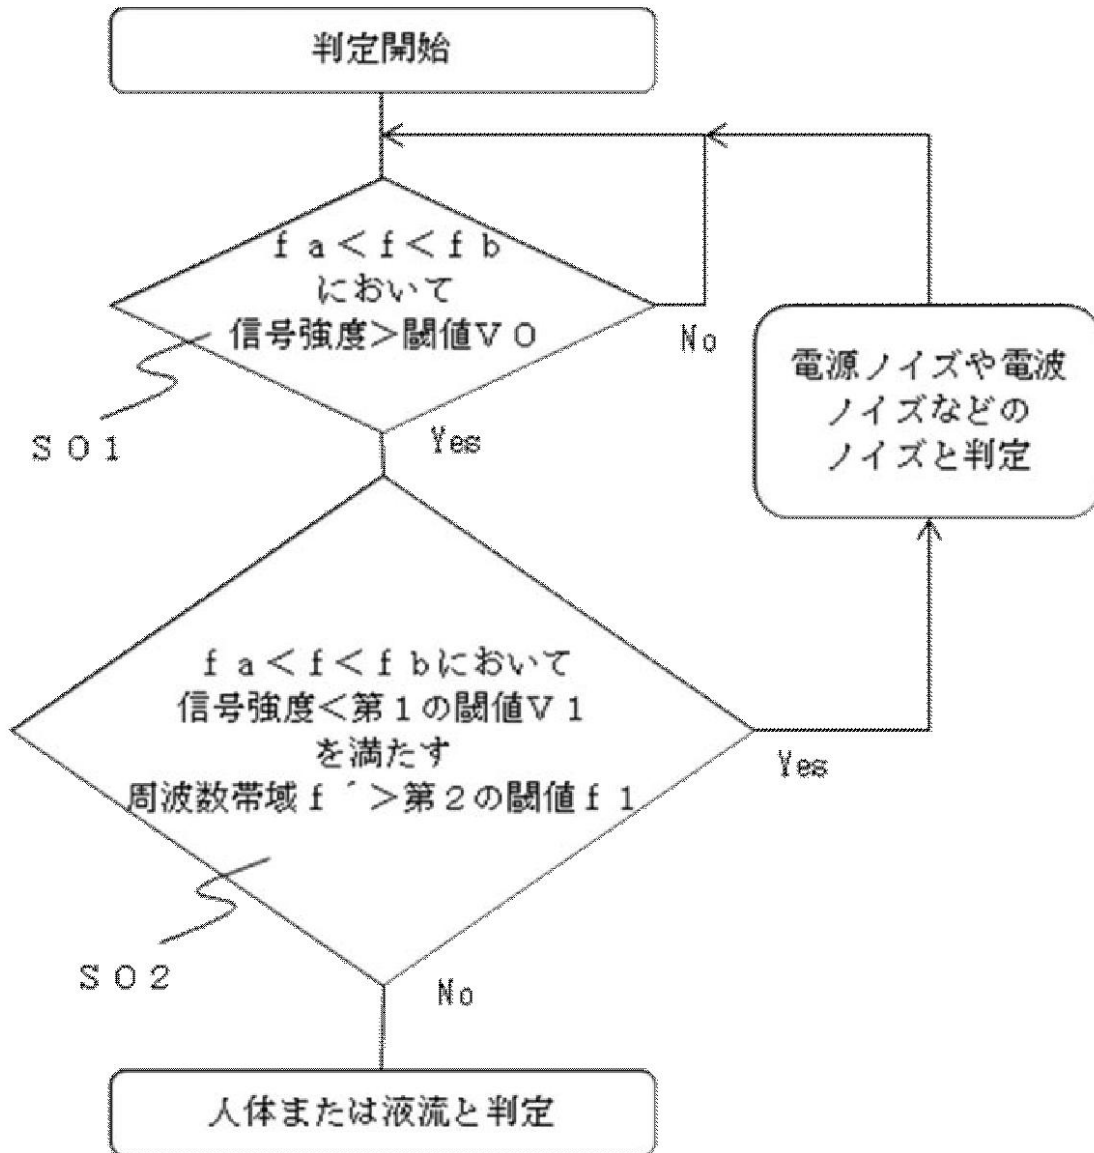 判定開始
ｆａ＜ｆ＜ｆｂ
において
信号強度＞閾値Ｖ０
No
Ｓ０１
Yes
電源ノイズや電波
ノイズなどの
ノイズと判定
ｆａ＜ｆ＜ｆｂにおいて
信号強度＜第１の閾値Ｖ１
を満たす
周波数帯域ｆ´＞第２の閾値ｆ１
Yes
Ｓ０２
No
人体または液流と判定